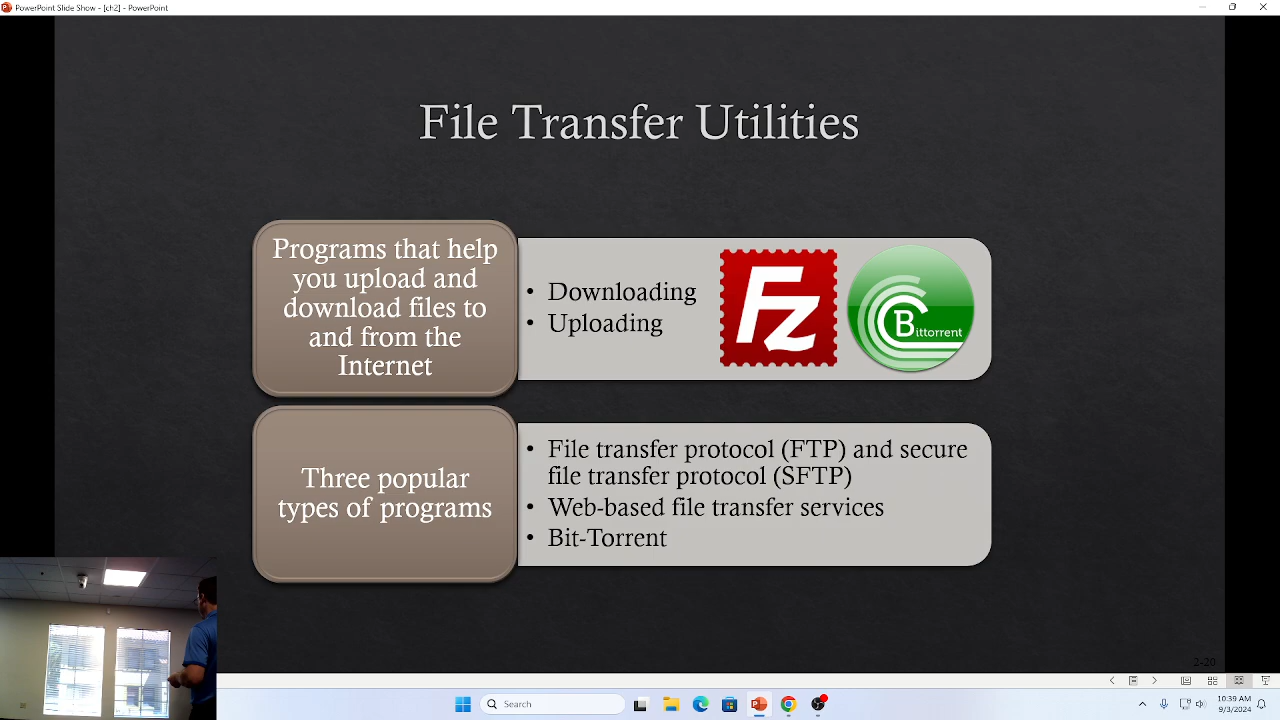 PowerPoint Slide Show - [ch2] - PowerPoint
File Transfer Utilities
Programs that help
you upload and
download files to
and from the
Internet
• Downloading
• Uploading
Fz
Bittorrent
Three popular
types of programs
• File transfer protocol (FTP) and secure
file transfer protocol (SFTP)
• Web-based file transfer services
• Bit-Torrent
2-20
Search
10:39 AM
9/3/2024